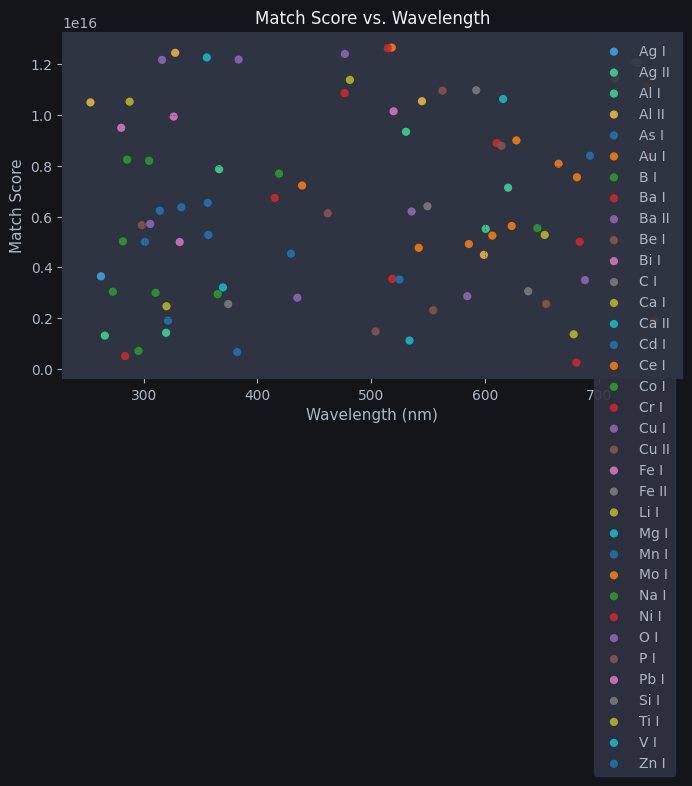 Match Score vs. Wavelength
1e16
1.2
1.0
0.8
0.6
0.4
0.2
0.0
Match Score
300
400
500
600
700
Wavelength (nm)
Ag I
Ag II
Al I
Al II
As I
Au I
B I
Ba I
Ba II
Be I
Bi I
C I
Ca I
Ca II
Cd I
Ce I
Co I
Cr I
Cu I
Cu II
Fe I
Fe II
Li I
Mg I
Mn I
Mo I
Na I
Ni I
O I
P I
Pb I
Si I
Ti I
V I
Zn I